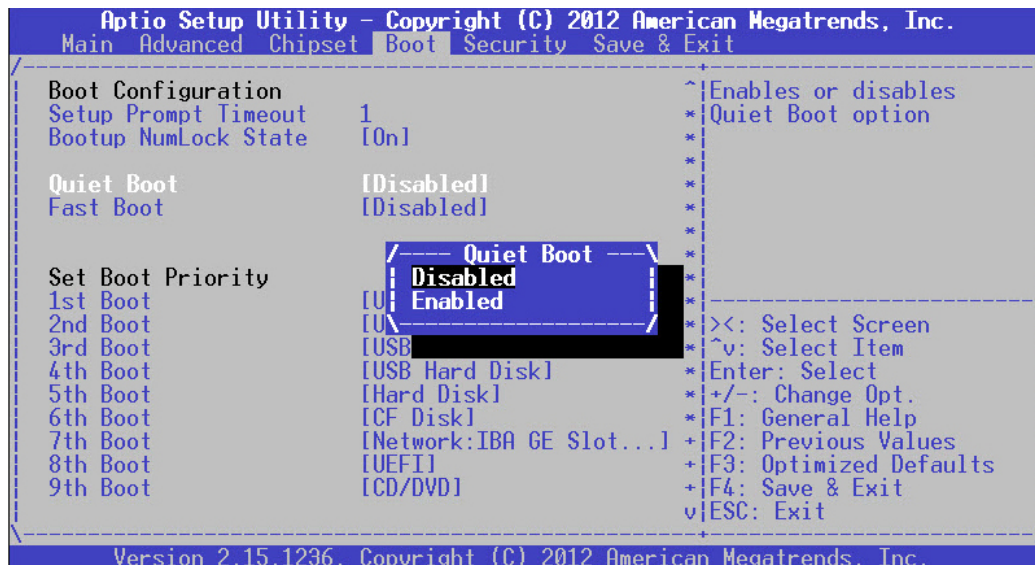 Aptio Setup Utility - Copyright (C) 2012 American Megatrends, Inc.
Main Advanced Chipset Boot Security Save & Exit
Boot Configuration
Setup Prompt Timeout 1
Bootup NumLock State [On]
Quiet Boot [Disabled]
Fast Boot [Disabled]
Quiet Boot
Disabled
Enabled
Set Boot Priority
1st Boot [U
2nd Boot [U
3rd Boot [USB
4th Boot [USB Hard Disk]
5th Boot [Hard Disk]
6th Boot [CF Disk]
7th Boot [Network:IBA GE Slot...]
8th Boot [UEFI]
9th Boot [CD/DVD]
Enables or disables
Quiet Boot option
><: Select Screen
^v: Select Item
Enter: Select
+/-: Change Opt.
F1: General Help
F2: Previous Values
F3: Optimized Defaults
F4: Save & Exit
ESC: Exit
Version 2.15.1236. Copyright (C) 2012 American Megatrends, Inc.